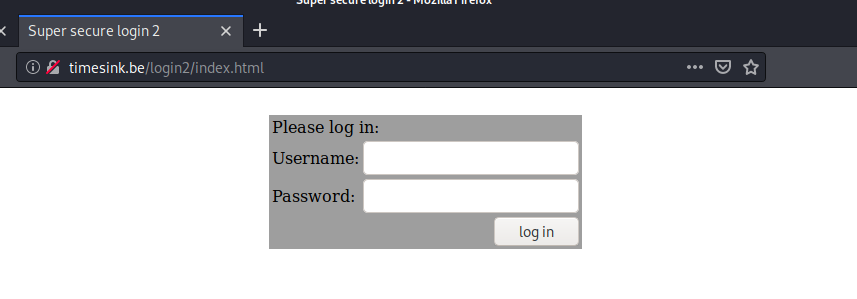 Super secure login 2 - Mozilla Firefox
Super secure login 2
timesink.be/login2/index.html
Please log in:
Username:
Password:
log in